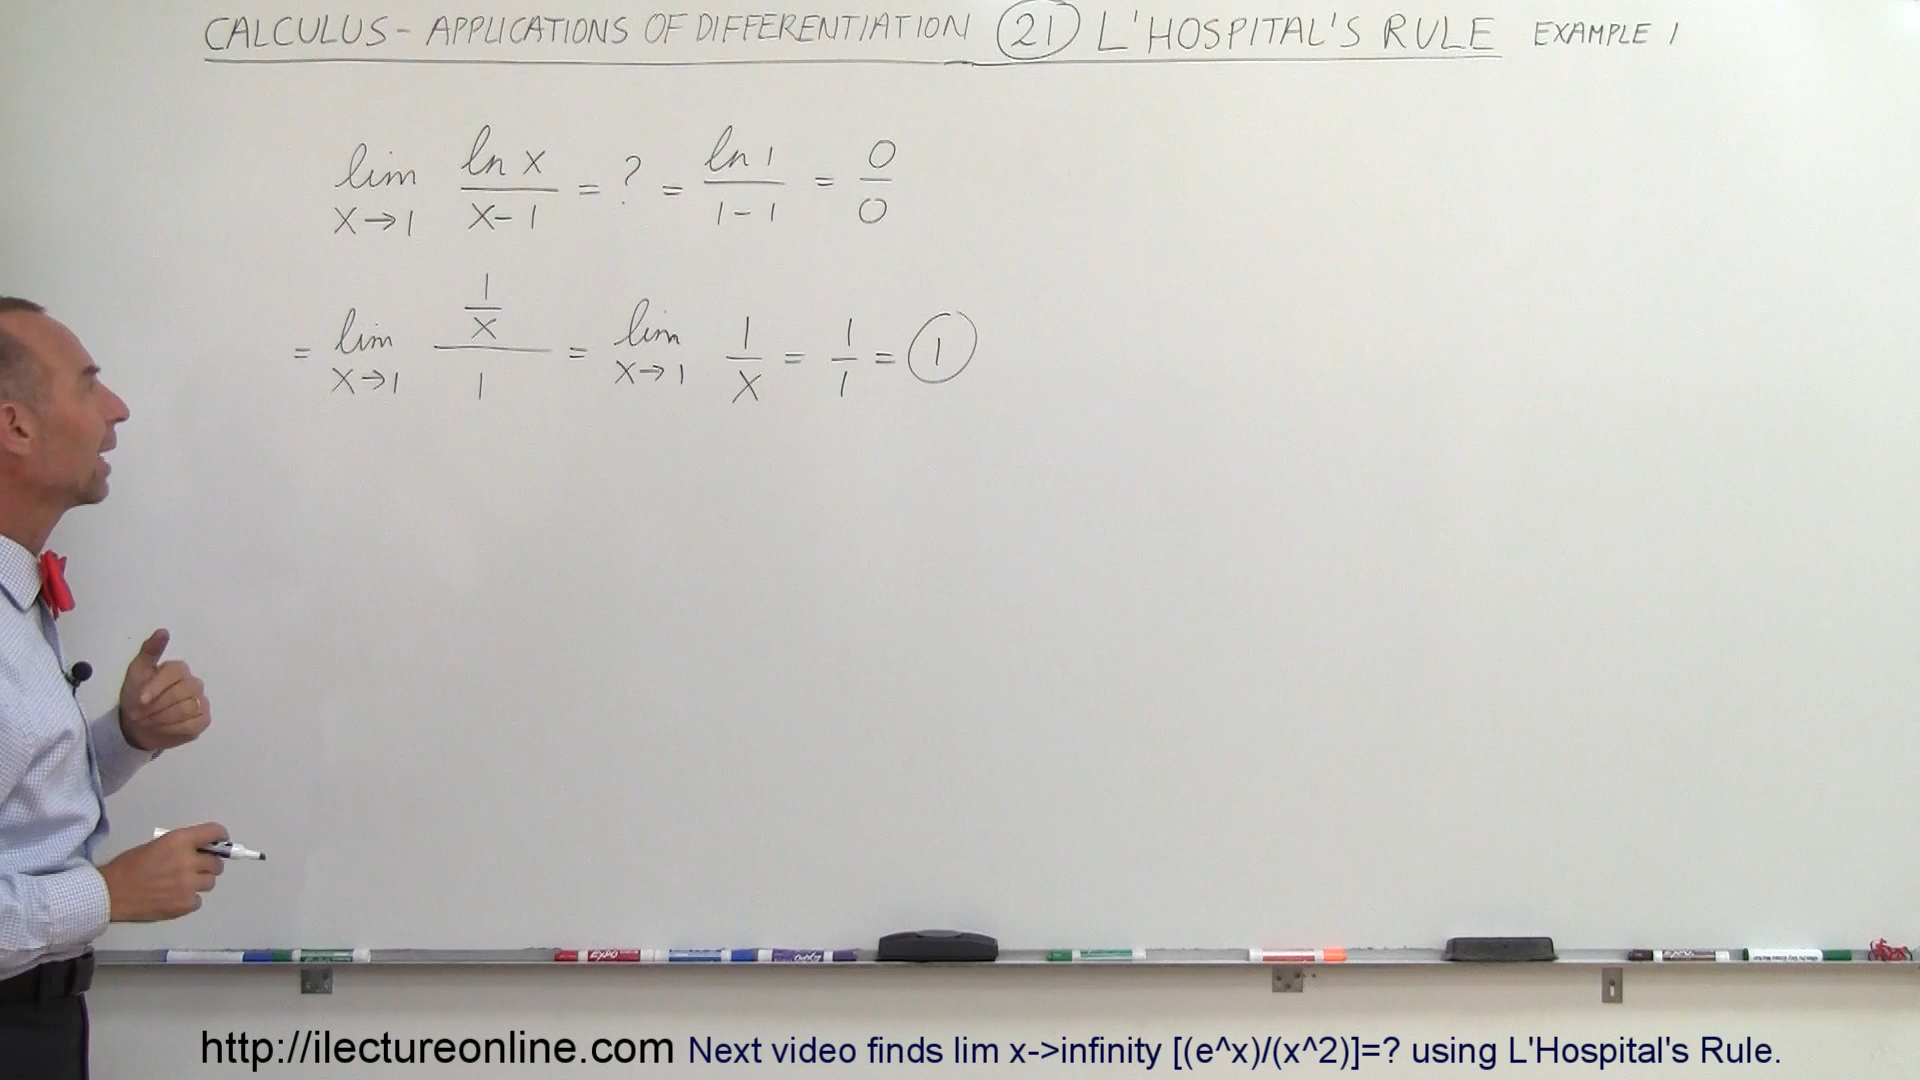 CALCULUS - APPLICATIONS OF DIFFERENTIATION 21 L'HOSPITAL'S RULE EXAMPLE 1
lim x→1 ln x / x-1 = ? = ln 1 / 1-1 = 0/0
= lim x→1 1/x / 1 = lim x→1 1/x = 1/1 = 1
EXPO
http://ilectureonline.com Next video finds lim x->infinity [(e^x)/(x^2)]=? using L'Hospital's Rule.